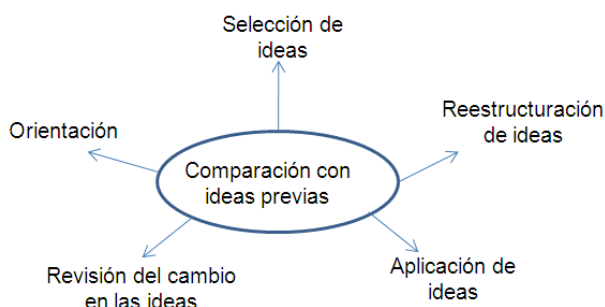 Selección de
ideas
Orientación
Reestructuración
de ideas
Comparación con
ideas previas
Revisión del cambio
en las ideas
Aplicación de
ideas